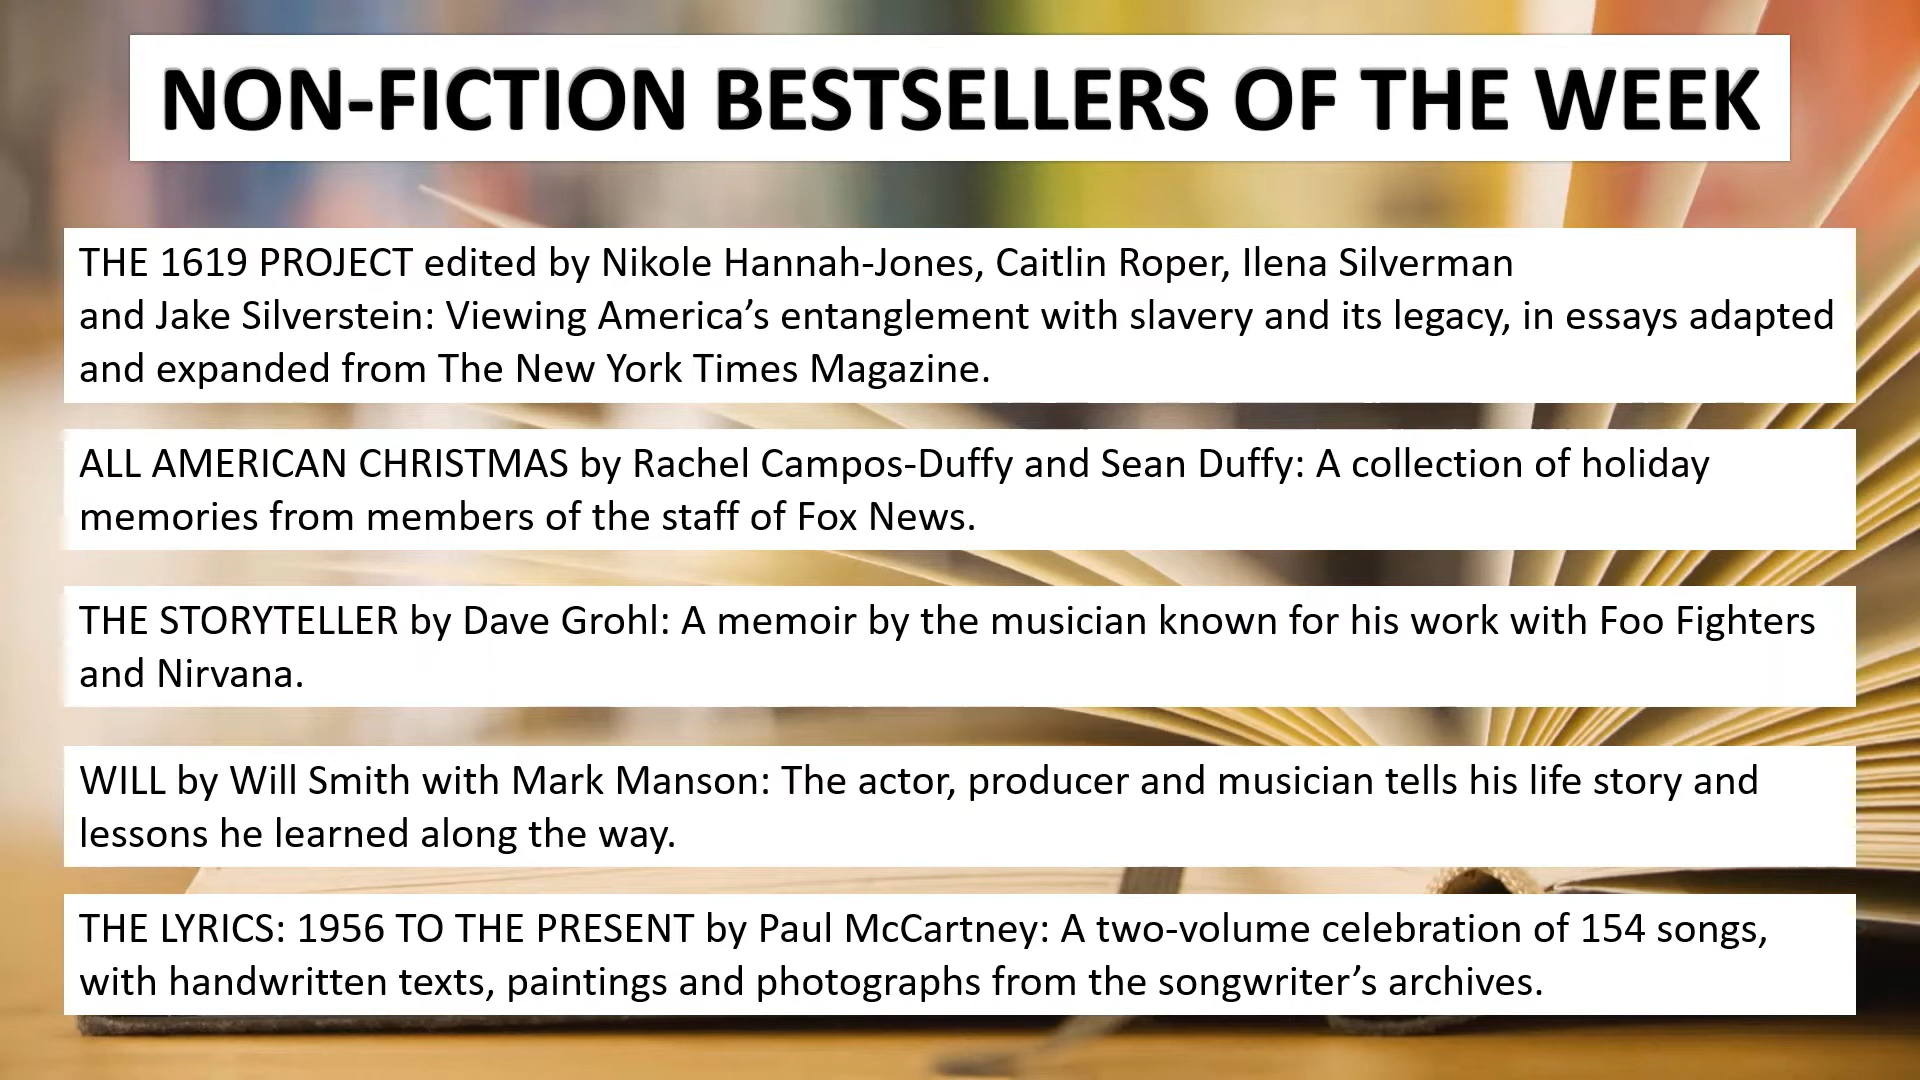 NON-FICTION BESTSELLERS OF THE WEEK
THE 1619 PROJECT edited by Nikole Hannah-Jones, Caitlin Roper, Ilena Silverman
and Jake Silverstein: Viewing America’s entanglement with slavery and its legacy, in essays adapted
and expanded from The New York Times Magazine.
ALL AMERICAN CHRISTMAS by Rachel Campos-Duffy and Sean Duffy: A collection of holiday
memories from members of the staff of Fox News.
THE STORYTELLER by Dave Grohl: A memoir by the musician known for his work with Foo Fighters
and Nirvana.
WILL by Will Smith with Mark Manson: The actor, producer and musician tells his life story and
lessons he learned along the way.
THE LYRICS: 1956 TO THE PRESENT by Paul McCartney: A two-volume celebration of 154 songs,
with handwritten texts, paintings and photographs from the songwriter’s archives.